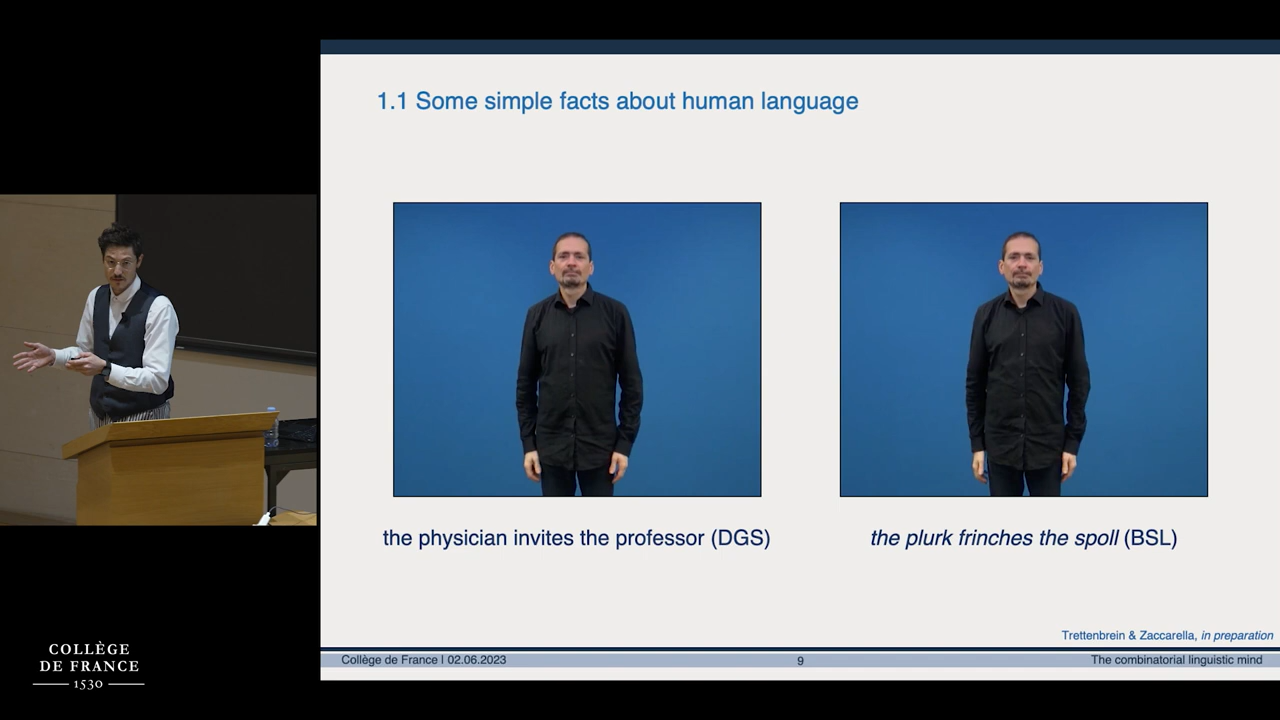 1.1 Some simple facts about human language
the physician invites the professor (DGS)
the plurk frinches the spoll (BSL)
Trettenbrein & Zaccarella, in preparation
Collège de France | 02.06.2023
9
The combinatorial linguistic mind
COLLÈGE
DE FRANCE
1530